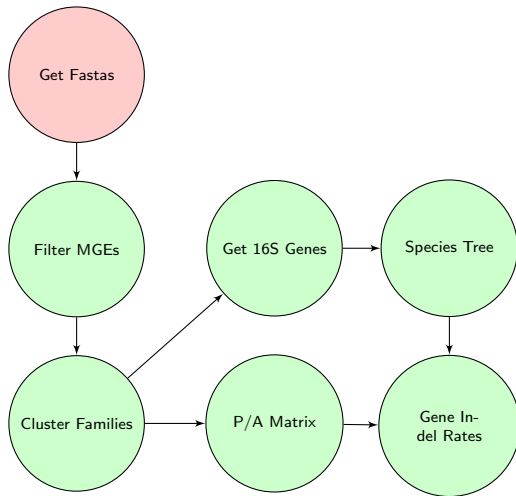 Get Fastas
Filter MGEs
Get 16S Genes
Species Tree
Cluster Families
P/A Matrix
Gene In-
del Rates